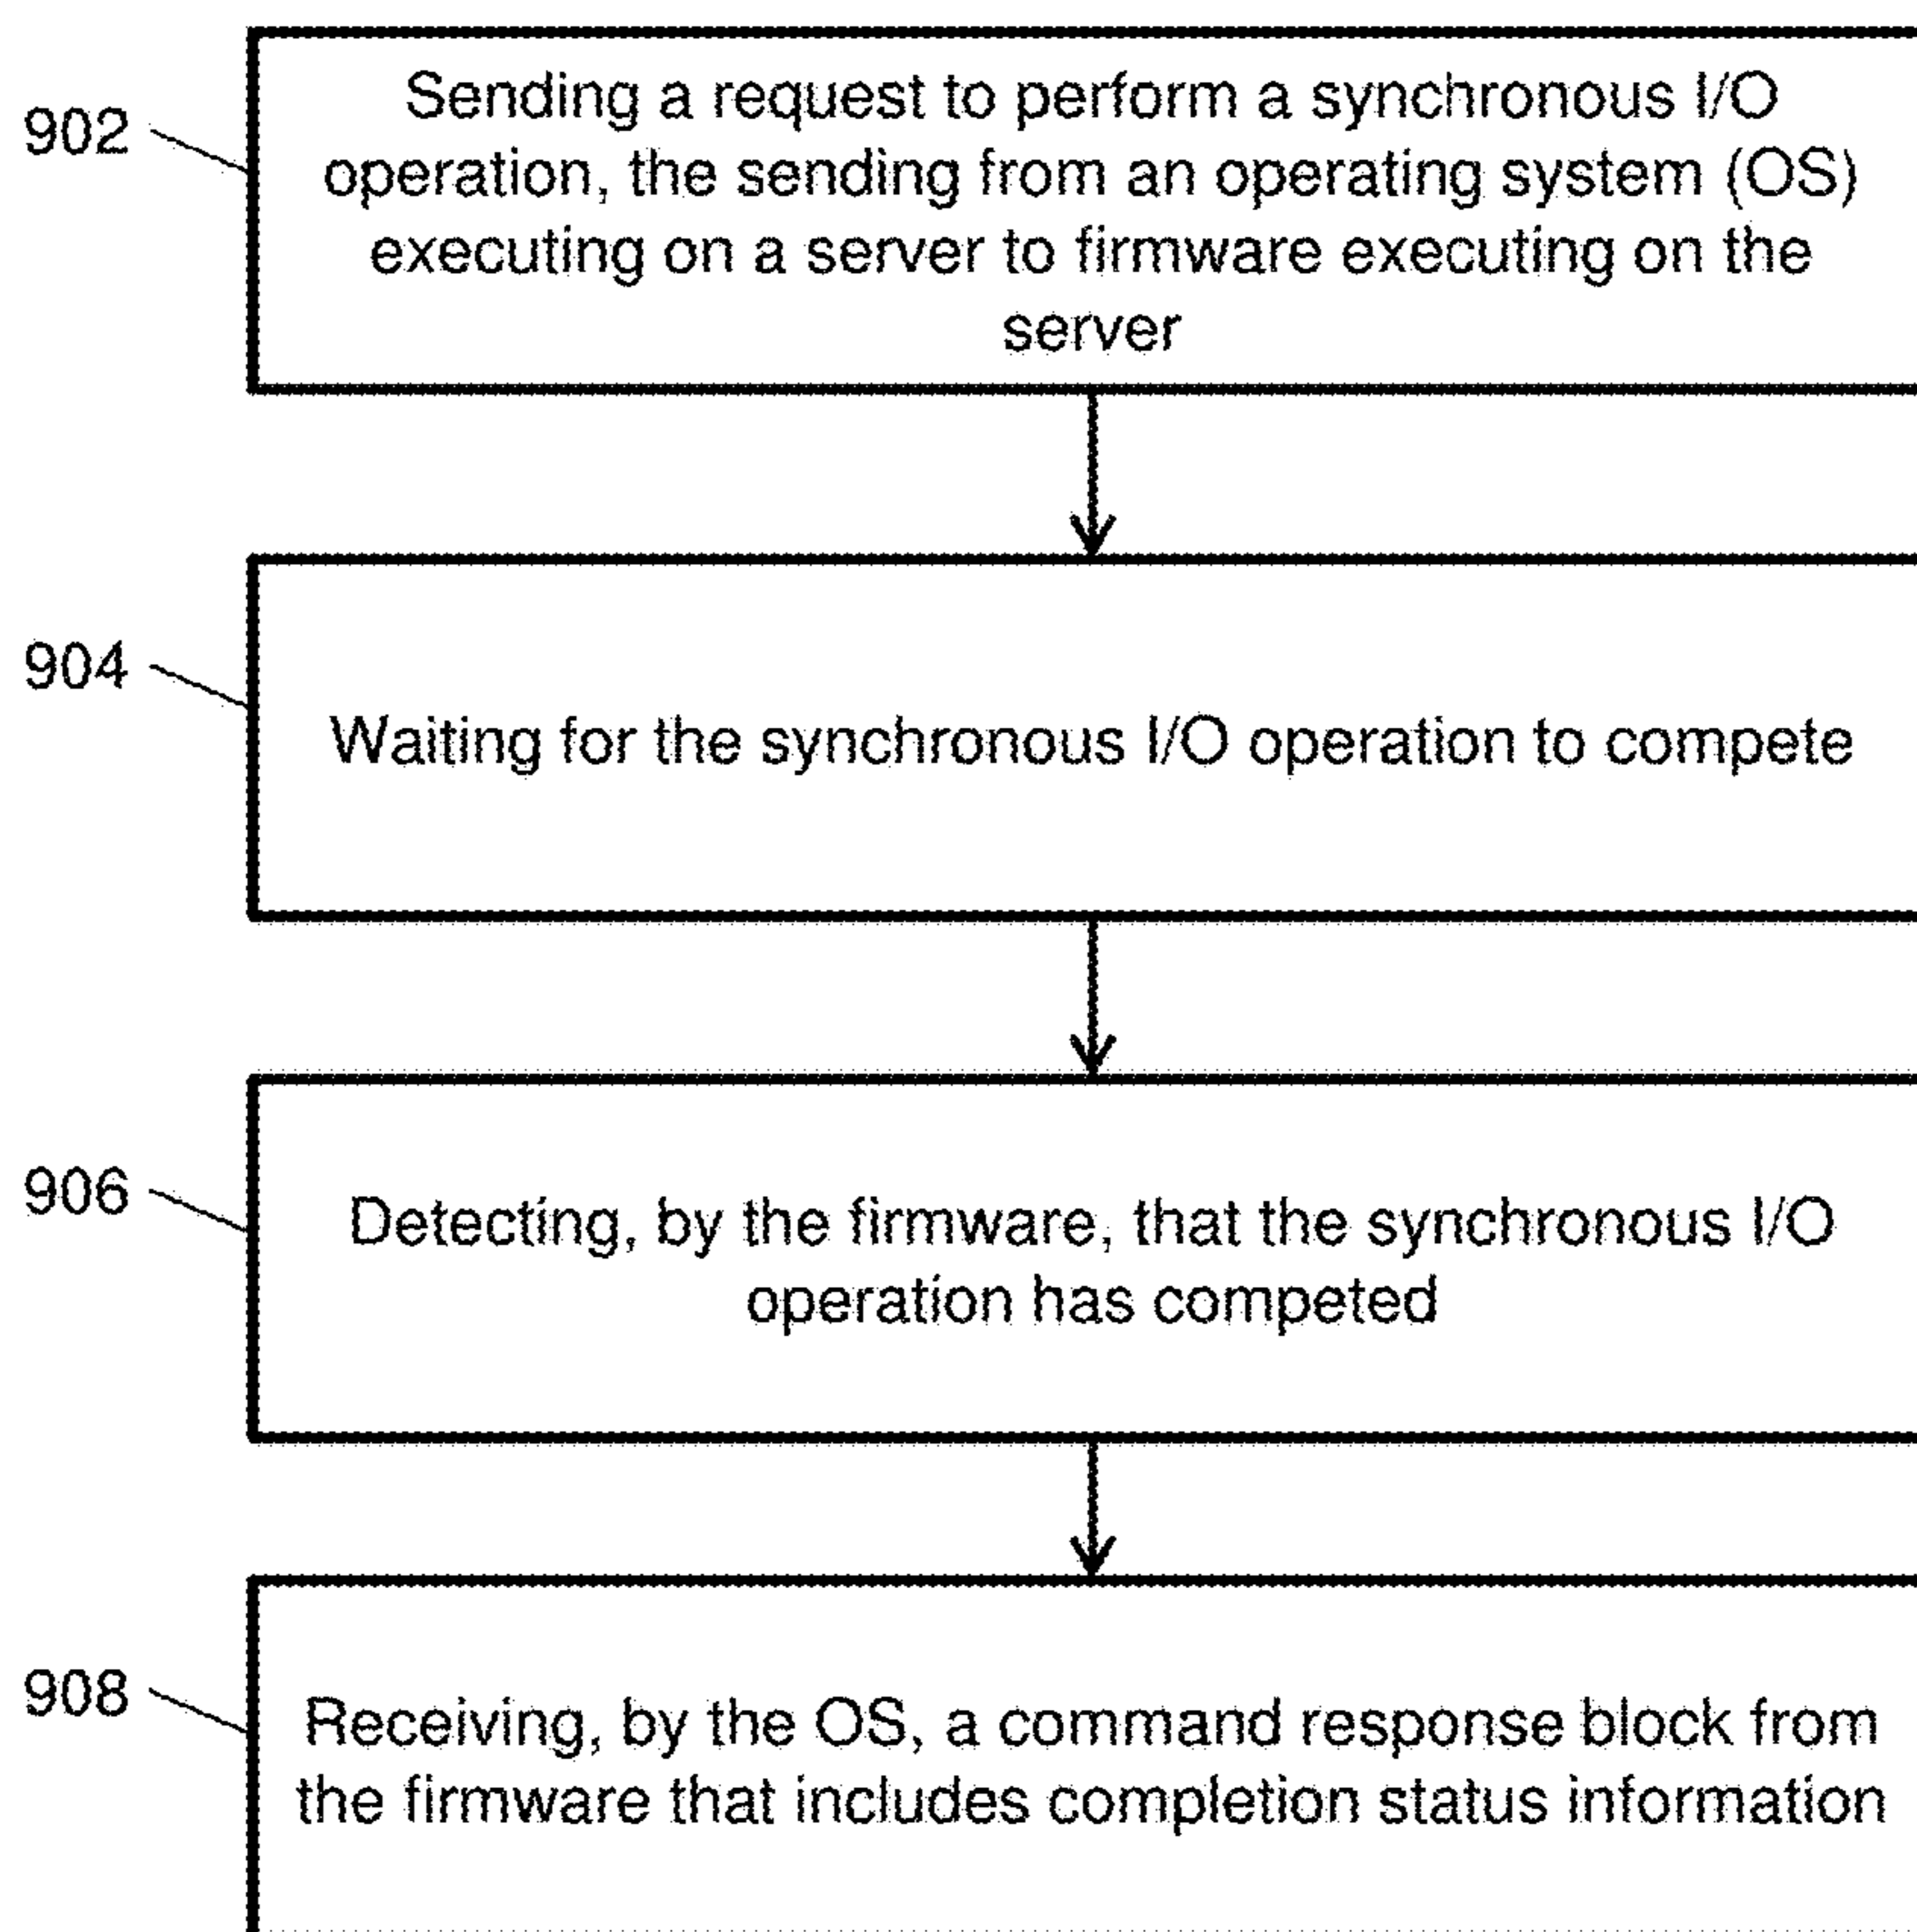 902
Sending a request to perform a synchronous I/O
operation, the sending from an operating system (OS)
executing on a server to firmware executing on the
server
904
Waiting for the synchronous I/O operation to compete
906
Detecting, by the firmware, that the synchronous I/O
operation has competed
908
Receiving, by the OS, a command response block from
the firmware that includes completion status information